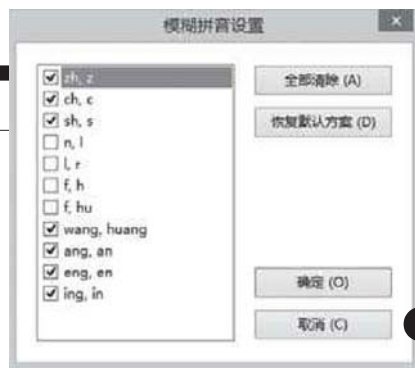 模糊拼音设置
zh, z
ch, c
sh, s
n, l
l, r
f, h
f, hu
wang, huang
ang, an
eng, en
ing, in
全部清除 (A)
恢复默认方案 (D)
确定 (O)
取消 (C)